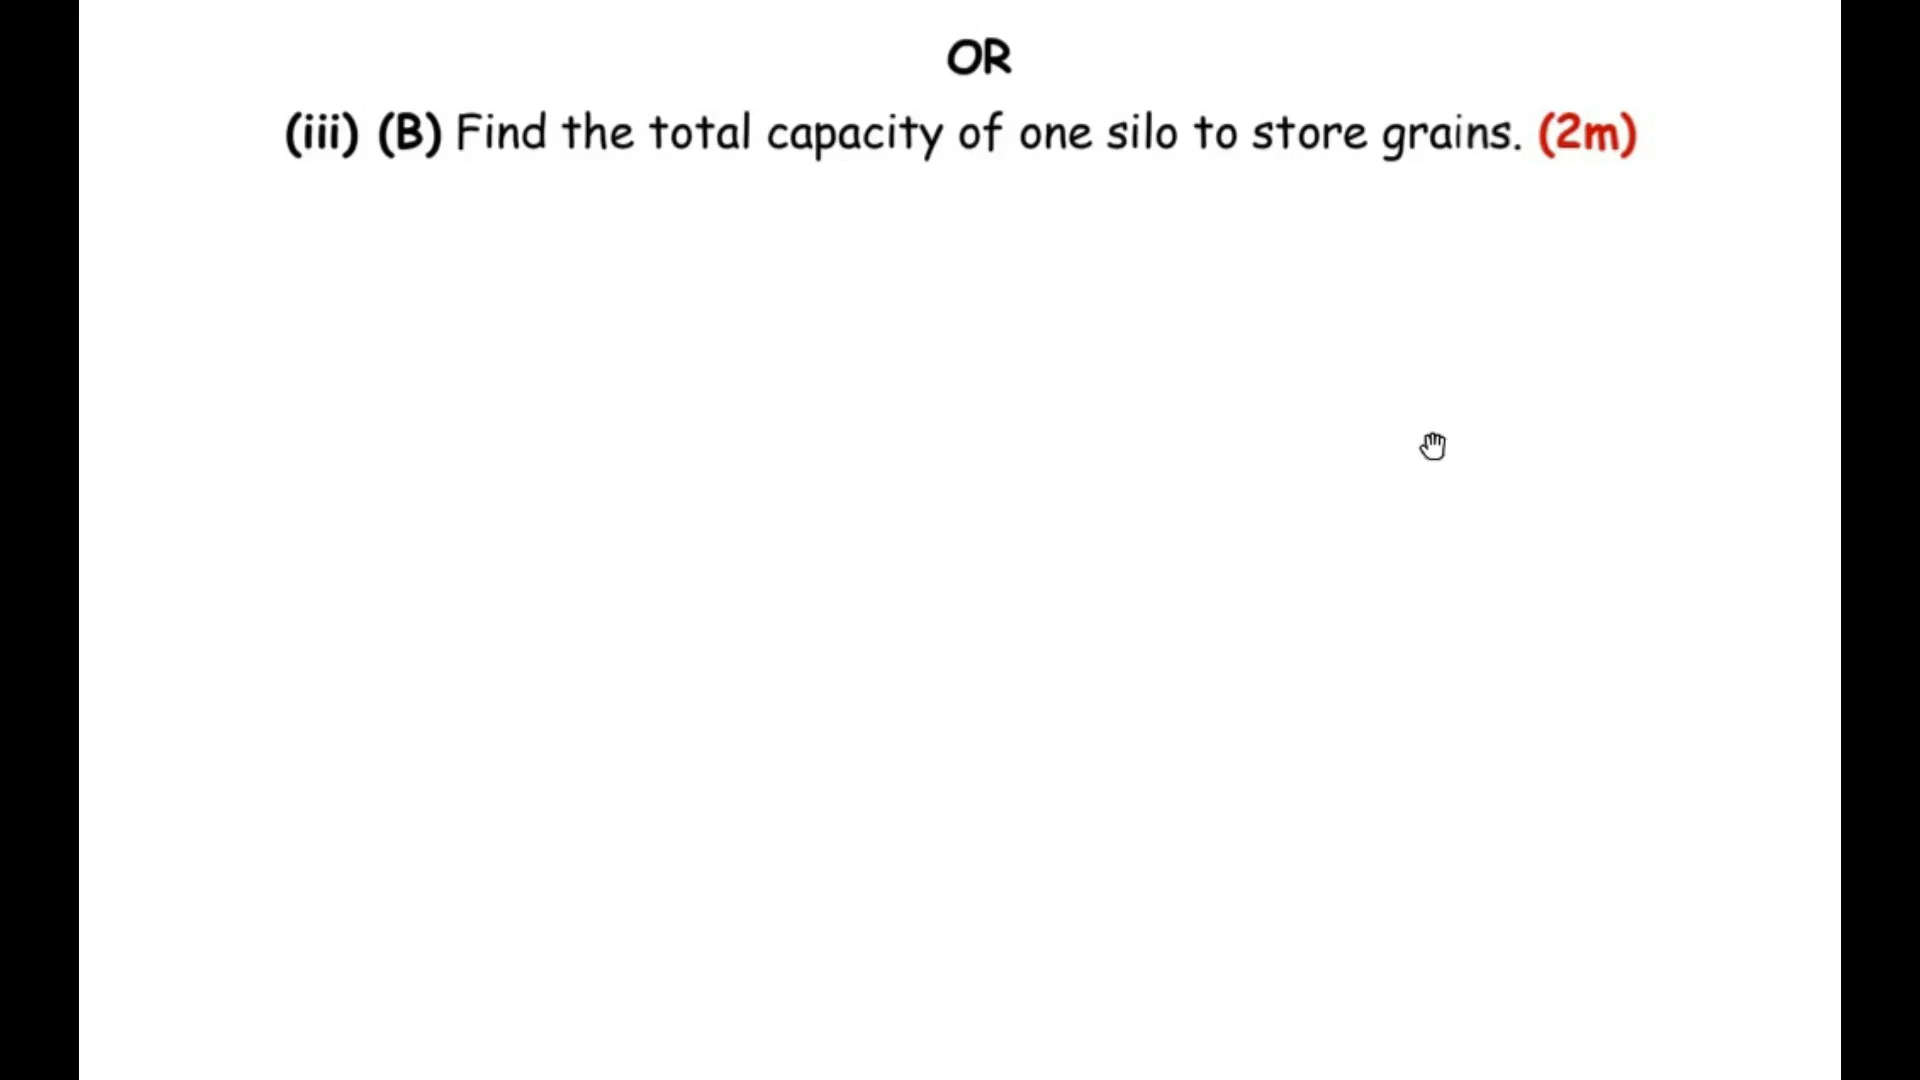 OR
(iii) (B) Find the total capacity of one silo to store grains. (2m)